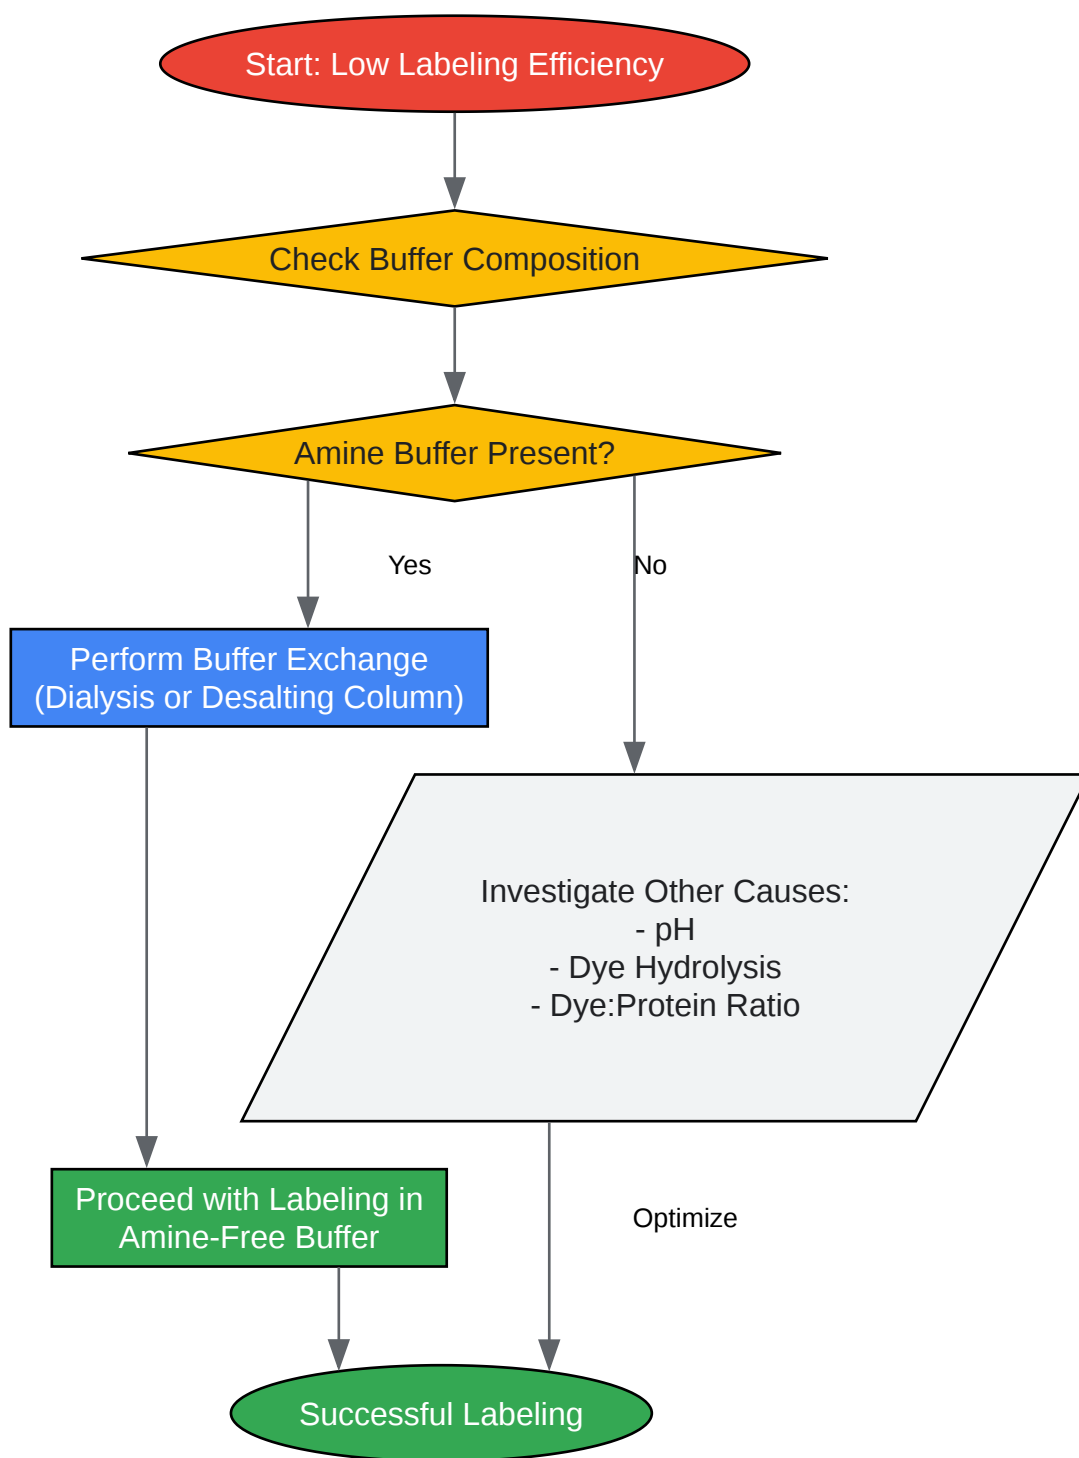 Start: Low Labeling Efficiency
Check Buffer Composition
Amine Buffer Present?
Yes
No
Perform Buffer Exchange
(Dialysis or Desalting Column)
Investigate Other Causes:
- pH
- Dye Hydrolysis
- Dye:Protein Ratio
Proceed with Labeling in
Amine-Free Buffer
Optimize
Successful Labeling